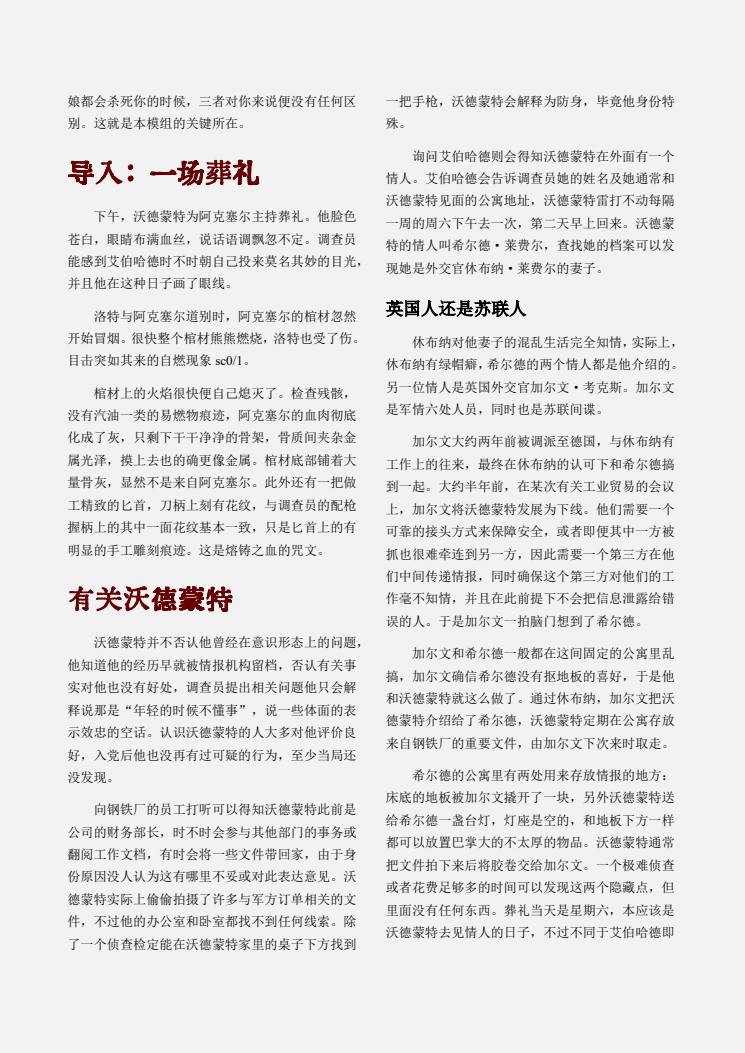 娘都会杀死你的时候，三者对你来说便没有任何区
别。这就是本模组的关键所在。
导入：一场葬礼
下午，沃德蒙特为阿克塞尔主持葬礼。他脸色
苍白，眼睛布满血丝，说话语调飘忽不定。调查员
能感到艾伯哈德时不时朝自己投来莫名其妙的目光，
并且他在这种日子画了眼线。
洛特与阿克塞尔道别时，阿克塞尔的棺材忽然
开始冒烟。很快整个棺材熊熊燃烧，洛特也受了伤。
目击突如其来的自燃现象 sc0/1。
棺材上的火焰很快便自己熄灭了。检查残骸，
没有汽油一类的易燃物痕迹，阿克塞尔的血肉彻底
化成了灰，只剩下干干净净的骨架，骨质间夹杂金
属光泽，摸上去也的确更像金属。棺材底部铺着大
量骨灰，显然不是来自阿克塞尔。此外还有一把做
工精致的匕首，刀柄上刻有花纹，与调查员的配枪
握柄上的其中一面花纹基本一致，只是匕首上的有
明显的手工雕刻痕迹。这是熔铸之血的咒文。
有关沃德蒙特
沃德蒙特并不否认他曾经在意识形态上的问题，
他知道他的经历早就被情报机构留档，否认有关事
实对他也没有好处，调查员提出相关问题他只会解
释说那是“年轻的时候不懂事”，说一些体面的表
示效忠的空话。认识沃德蒙特的人大多对他评价良
好，入党后他也没再有过可疑的行为，至少当局还
没发现。
向钢铁厂的员工打听可以得知沃德蒙特此前是
公司的财务部长，时不时会参与其他部门的事务或
翻阅工作文档，有时会将一些文件带回家，由于身
份原因没人认为这有哪里不妥或对此表达意见。沃
德蒙特实际上偷偷拍摄了许多与军方订单相关的文
件，不过他的办公室和卧室都找不到任何线索。除
了一个侦查检定能在沃德蒙特家里的桌子下方找到
一把手枪，沃德蒙特会解释为防身，毕竟他身份特
殊。
询问艾伯哈德则会得知沃德蒙特在外面有一个
情人。艾伯哈德会告诉调查员她的姓名及她通常和
沃德蒙特见面的公寓地址，沃德蒙特雷打不动每隔
一周的周六下午去一次，第二天早上回来。沃德蒙
特的情人叫希尔德·莱费尔，查找她的档案可以发
现她是外交官休布纳·莱费尔的妻子。
英国人还是苏联人
休布纳对他妻子的混乱生活完全知情，实际上，
休布纳有绿帽癖，希尔德的两个情人都是他介绍的。
另一位情人是英国外交官加尔文·考克斯。加尔文
是军情六处人员，同时也是苏联间谍。
加尔文大约两年前被调派至德国，与休布纳有
工作上的往来，最终在休布纳的认可下和希尔德搞
到一起。大约半年前，在某次有关工业贸易的会议
上，加尔文将沃德蒙特发展为下线。他们需要一个
可靠的接头方式来保障安全，或者即便其中一方被
抓也很难牵连到另一方，因此需要一个第三方在他
们中间传递情报，同时确保这个第三方对他们的工
作毫不知情，并且在此前提下不会把信息泄露给错
误的人。于是加尔文一拍脑门想到了希尔德。
加尔文和希尔德一般都在这间固定的公寓里乱
搞，加尔文确信希尔德没有抠地板的喜好，于是他
和沃德蒙特就这么做了。通过休布纳，加尔文把沃
德蒙特介绍给了希尔德，沃德蒙特定期在公寓存放
来自钢铁厂的重要文件，由加尔文下次来时取走。
希尔德的公寓里有两处用来存放情报的地方：
床底的地板被加尔文撬开了一块，另外沃德蒙特送
给希尔德一盏台灯，灯座是空的，和地板下方一样
都可以放置巴掌大的不太厚的物品。沃德蒙特通常
把文件拍下来后将胶卷交给加尔文。一个极难侦查
或者花费足够多的时间可以发现这两个隐藏点，但
里面没有任何东西。葬礼当天是星期六，本应该是
沃德蒙特去见情人的日子，不过不同于艾伯哈德即